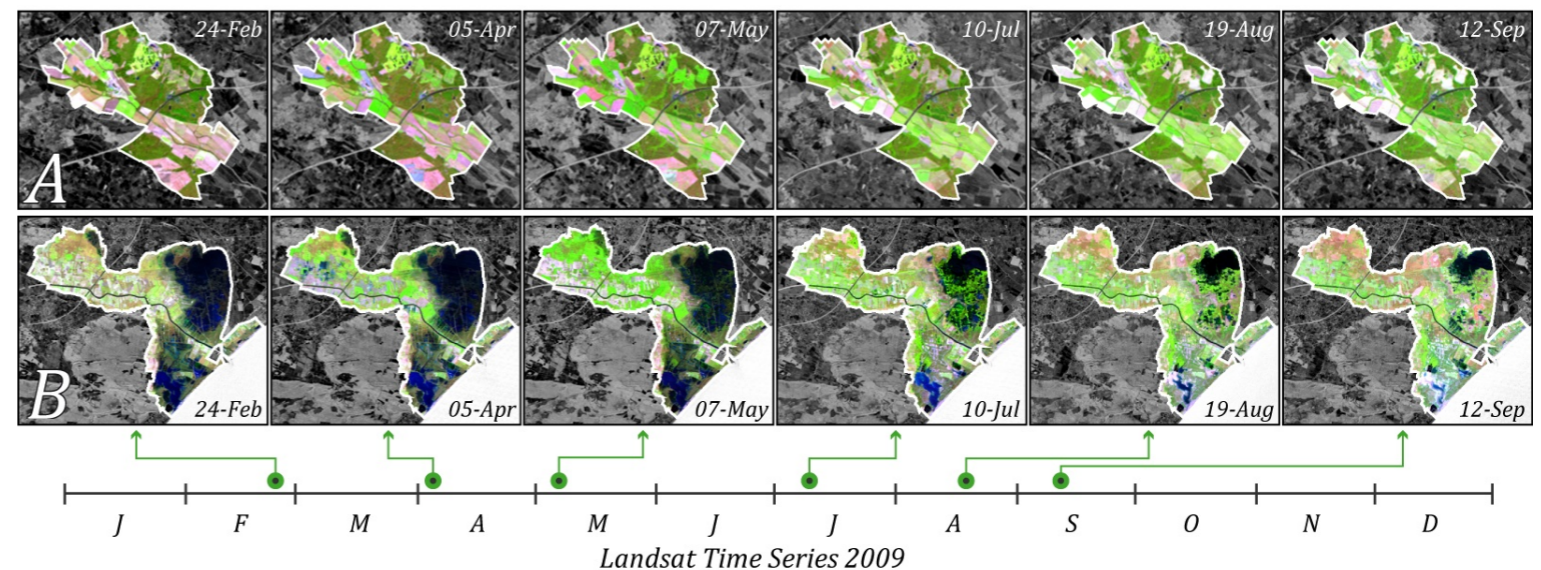 24-Feb 05-Apr 07-May 10-Jul 19-Aug 12-Sep
A
B
24-Feb 05-Apr 07-May 10-Jul 19-Aug 12-Sep
J F M A M J J A S O N D
Landsat Time Series 2009